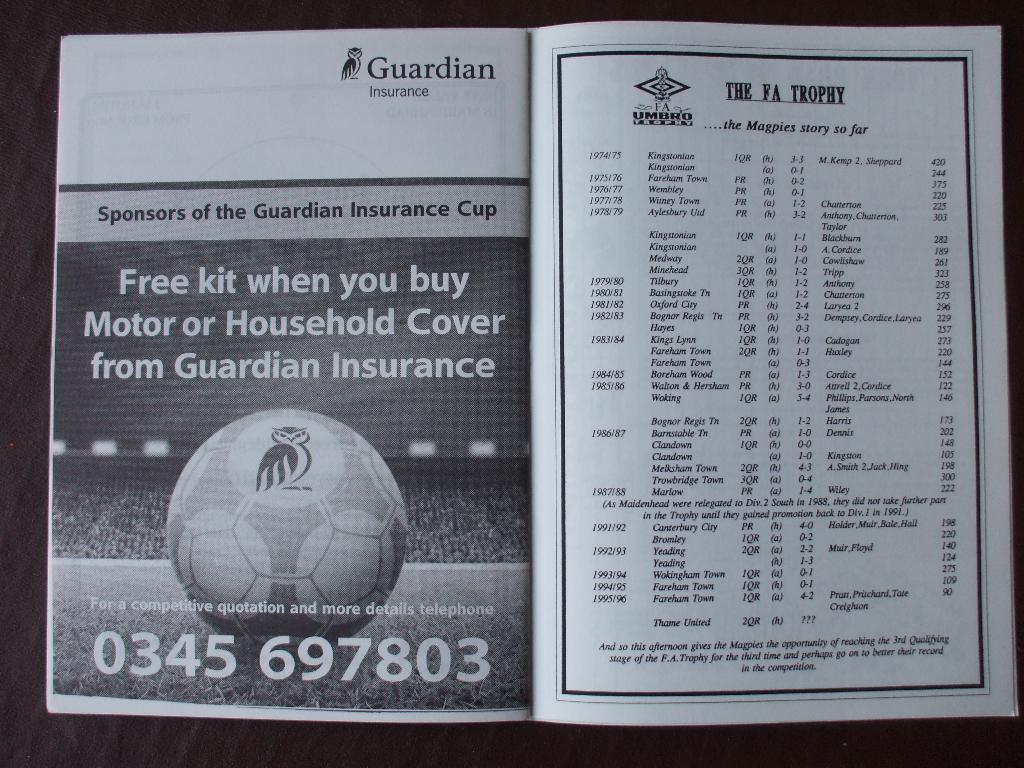 Guardian
Insurance
Sponsors of the Guardian Insurance Cup
Free kit when you buy
Motor or Household Cover
from Guardian Insurance
For a competitive quotation and more details telephone
0345 697803
FA
UMBRO
TROPHY
THE FA TROPHY
....the Magpies story so far
1974/75 Kingstonian 1QR (h) 3-3 M.Kemp 2, Sheppard 420
Kingstonian (a) 0-1 244
1975/76 Fareham Town PR (h) 0-2 375
1976/77 Wembley PR (h) 0-1 220
1977/78 Witney Town PR (a) 1-2 Chatterton 225
1978/79 Aylesbury Utd PR (h) 3-2 Anthony,Chatterton, 303
Taylor
Kingstonian 1QR (h) 1-1 Blackburn 282
Kingstonian (a) 1-0 A.Cordice 189
Medway 2QR (a) 1-0 Cowlishaw 261
Minehead 3QR (h) 1-2 Tripp 323
1979/80 Tilbury 1QR (h) 1-2 Anthony 258
1980/81 Basingstoke Tn 1QR (a) 1-2 Chatterton 275
1981/82 Oxford City PR (h) 2-4 Laryea 2 296
1982/83 Bognor Regis Tn PR (h) 3-2 Dempsey,Cordice,Laryea 229
Hayes 1QR (h) 0-3 257
1983/84 Kings Lynn 1QR (h) 1-0 Cadogan 273
Fareham Town 2QR (h) 1-1 Huxley 220
Fareham Town (a) 0-3 144
1984/85 Boreham Wood PR (a) 1-3 Cordice 152
1985/86 Walton & Hersham PR (h) 3-0 Attrell 2,Cordice 122
Woking 1QR (a) 5-4 Phillips,Parsons,North 146
James
Bognor Regis Tn 2QR (h) 1-2 Harris 173
1986/87 Barnstable Tn PR (a) 1-0 Dennis 202
Clandown 1QR (h) 0-0 148
Clandown (a) 1-0 Kingston 105
Melksham Town 2QR (h) 4-3 A.Smith 2,Jack,Hing 198
Trowbridge Town 3QR (a) 0-4 300
1987/88 Marlow PR (a) 1-4 Wiley 222
(As Maidenhead were relegated to Div.2 South in 1988, they did not take further part
in the Trophy until they gained promotion back to Div.1 in 1991.)
1991/92 Canterbury City PR (h) 4-0 Holder,Muir,Bale,Hall 198
Bromley 1QR (a) 0-2 220
1992/93 Yeading 2QR (a) 2-2 Muir,Floyd 140
Yeading (h) 1-3 124
1993/94 Wokingham Town 1QR (a) 0-1 275
1994/95 Fareham Town 1QR (h) 0-1 109
1995/96 Fareham Town 1QR (a) 4-2 Pratt,Pritchard,Tate 90
Creighton
Thame United 2QR (h) ???
And so this afternoon gives the Magpies the opportunity of reaching the 3rd Qualifying
stage of the F.A.Trophy for the third time and perhaps go on to better their record
in the competition.